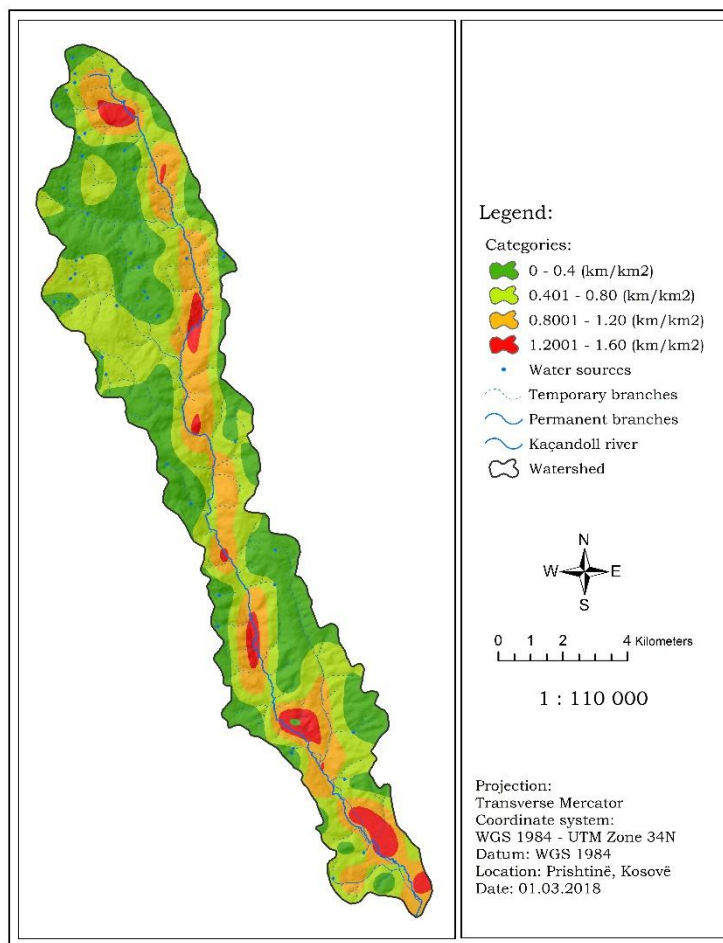 Legend:
Categories:
0 - 0.4 (km/km2)
0.401 - 0.80 (km/km2)
0.8001 - 1.20 (km/km2)
1.2001 - 1.60 (km/km2)
Water sources
Temporary branches
Permanent branches
Kaçandoll river
Watershed
N
W E
S
0 1 2 4 Kilometers
1 : 110 000
Projection:
Transverse Mercator
Coordinate system:
WGS 1984 - UTM Zone 34N
Datum: WGS 1984
Location: Prishtinë, Kosovë
Date: 01.03.2018